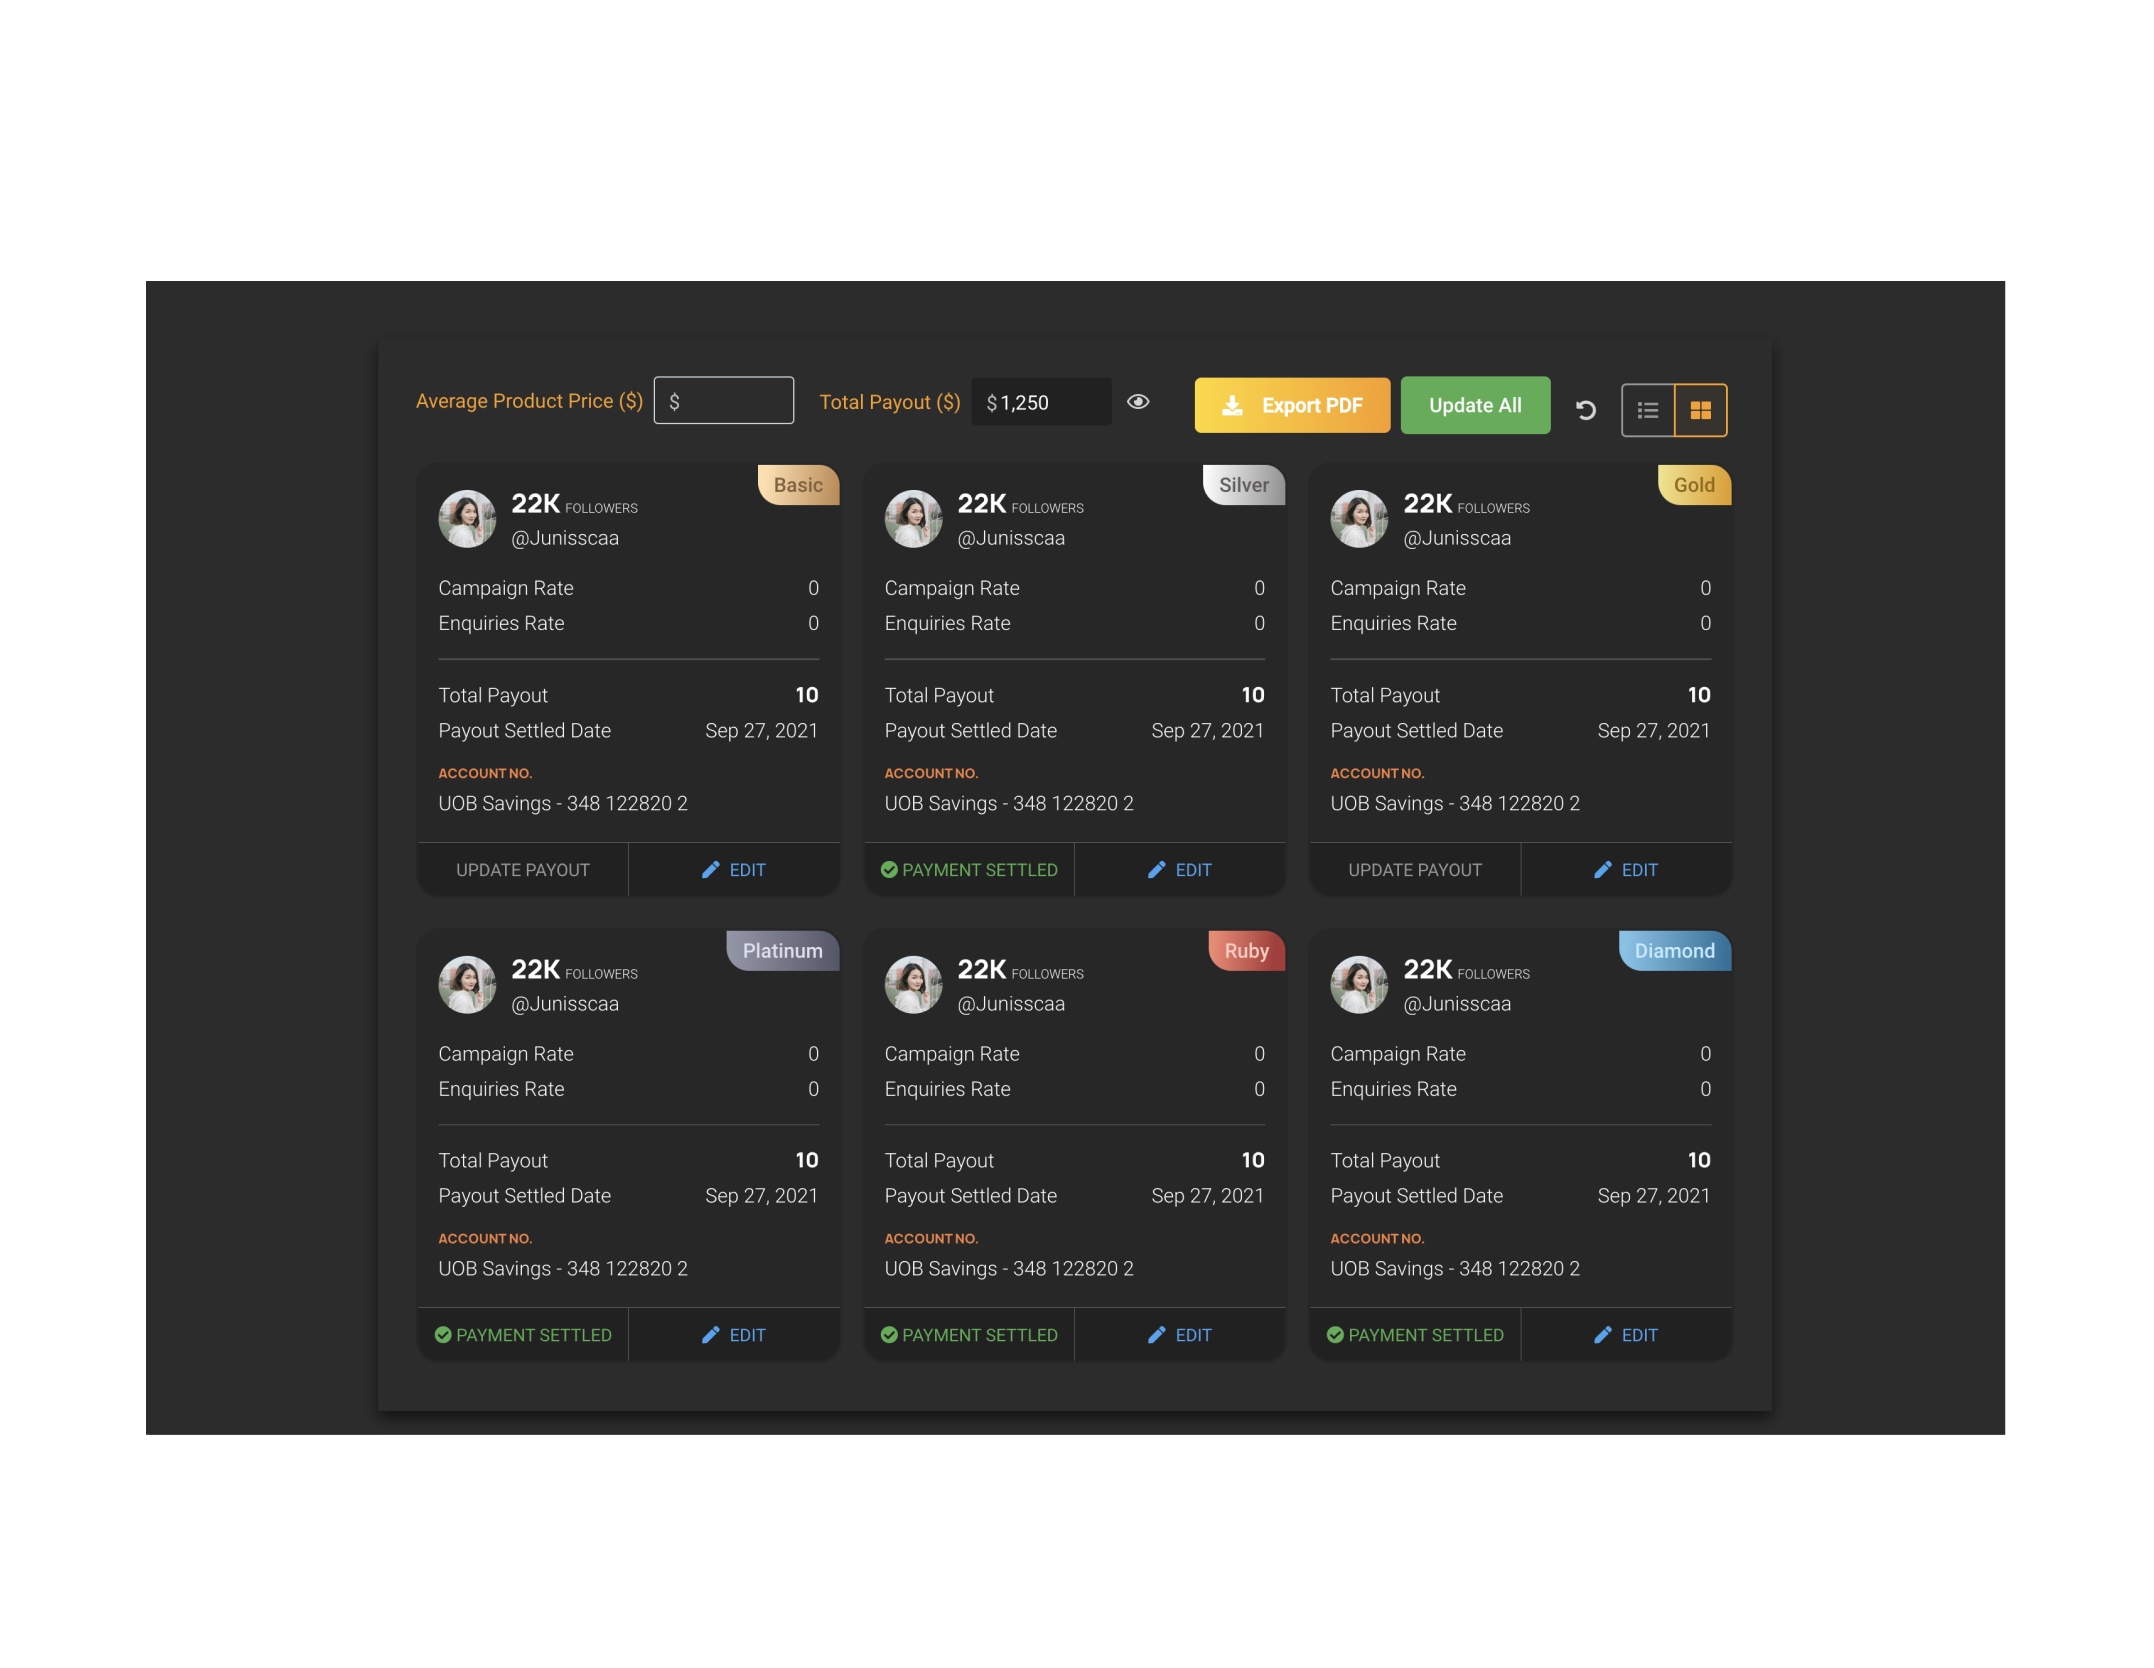 Average Product Price ($) $ Total Payout ($) $ 1,250 Export PDF Update All
Basic
22K FOLLOWERS
@Junisscaa
Campaign Rate 0
Enquiries Rate 0
Total Payout 10
Payout Settled Date Sep 27, 2021
ACCOUNT NO.
UOB Savings - 348 122820 2
UPDATE PAYOUT EDIT
Silver
22K FOLLOWERS
@Junisscaa
Campaign Rate 0
Enquiries Rate 0
Total Payout 10
Payout Settled Date Sep 27, 2021
ACCOUNT NO.
UOB Savings - 348 122820 2
PAYMENT SETTLED EDIT
Gold
22K FOLLOWERS
@Junisscaa
Campaign Rate 0
Enquiries Rate 0
Total Payout 10
Payout Settled Date Sep 27, 2021
ACCOUNT NO.
UOB Savings - 348 122820 2
UPDATE PAYOUT EDIT
Platinum
22K FOLLOWERS
@Junisscaa
Campaign Rate 0
Enquiries Rate 0
Total Payout 10
Payout Settled Date Sep 27, 2021
ACCOUNT NO.
UOB Savings - 348 122820 2
PAYMENT SETTLED EDIT
Ruby
22K FOLLOWERS
@Junisscaa
Campaign Rate 0
Enquiries Rate 0
Total Payout 10
Payout Settled Date Sep 27, 2021
ACCOUNT NO.
UOB Savings - 348 122820 2
PAYMENT SETTLED EDIT
Diamond
22K FOLLOWERS
@Junisscaa
Campaign Rate 0
Enquiries Rate 0
Total Payout 10
Payout Settled Date Sep 27, 2021
ACCOUNT NO.
UOB Savings - 348 122820 2
PAYMENT SETTLED EDIT